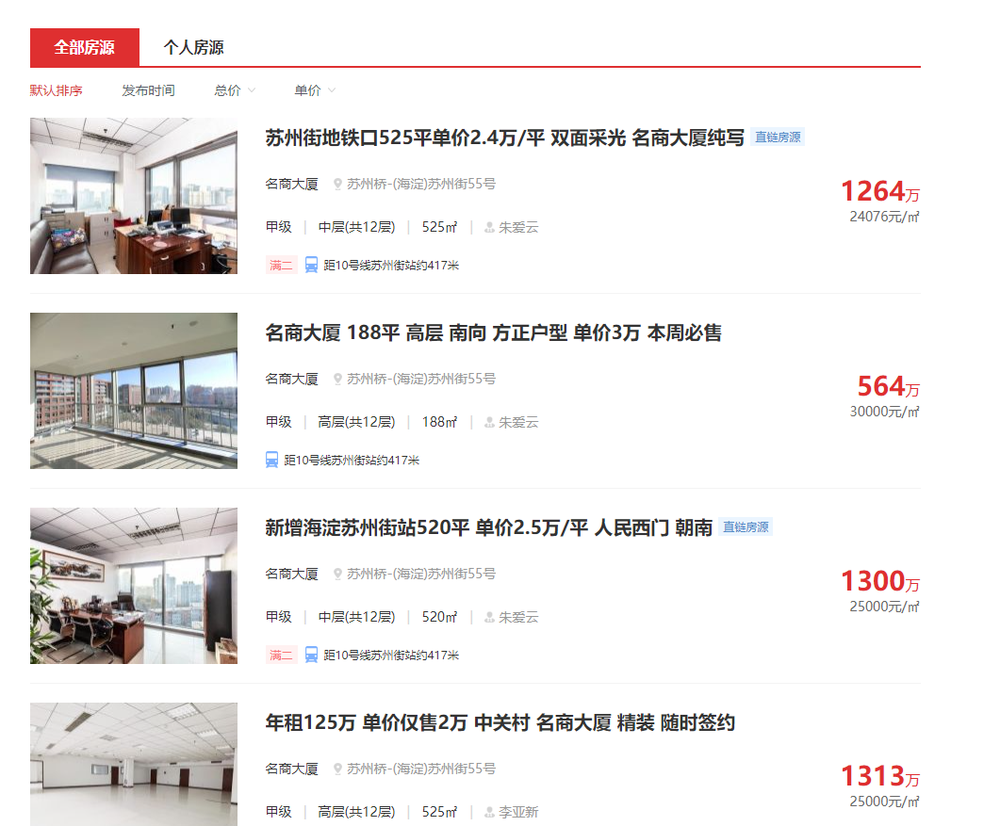 全部房源 个人房源
默认排序 发布时间 总价 单价
苏州街地铁口525平单价2.4万/平 双面采光 名商大厦纯写 直链房源
名商大厦 苏州桥-(海淀)苏州街55号
1264万
24076元/㎡
甲级 | 中层(共12层) | 525㎡ | 朱爱云
满二 距10号线苏州街站约417米
名商大厦 188平 高层 南向 方正户型 单价3万 本周必售
名商大厦 苏州桥-(海淀)苏州街55号
564万
30000元/㎡
甲级 | 高层(共12层) | 188㎡ | 朱爱云
距10号线苏州街站约417米
新增海淀苏州街站520平 单价2.5万/平 人民西门 朝南 直链房源
名商大厦 苏州桥-(海淀)苏州街55号
1300万
25000元/㎡
甲级 | 中层(共12层) | 520㎡ | 朱爱云
满二 距10号线苏州街站约417米
年租125万 单价仅售2万 中关村 名商大厦 精装 随时签约
名商大厦 苏州桥-(海淀)苏州街55号
1313万
25000元/㎡
甲级 | 高层(共12层) | 525㎡ | 李亚新